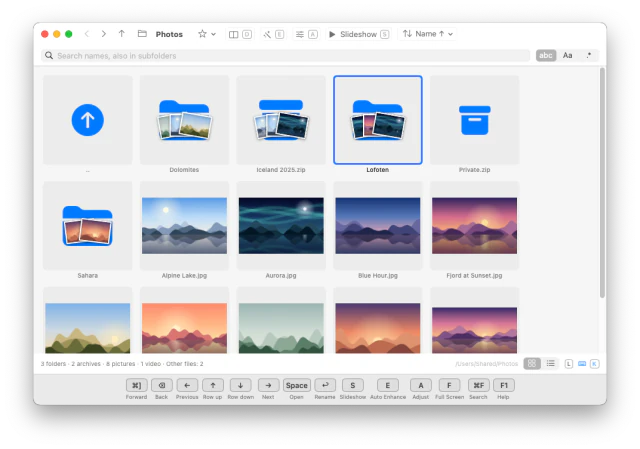 Photos D E A Slideshow S Name ↑
Search names, also in subfolders abc Aa .*
.. Dolomites Iceland 2025.zip Lofoten Private.zip
Sahara Alpine Lake.jpg Aurora.jpg Blue Hour.jpg Fjord at Sunset.jpg
3 folders · 2 archives · 8 pictures · 1 video · Other files: 2 /Users/Shared/Photos L K
⌘] ⌫ ← ↑ ↓ → Space ↩ S E A F ⌘F F1
Forward Back Previous Row up Row down Next Open Rename Slideshow Auto Enhance Adjust Full Screen Search Help